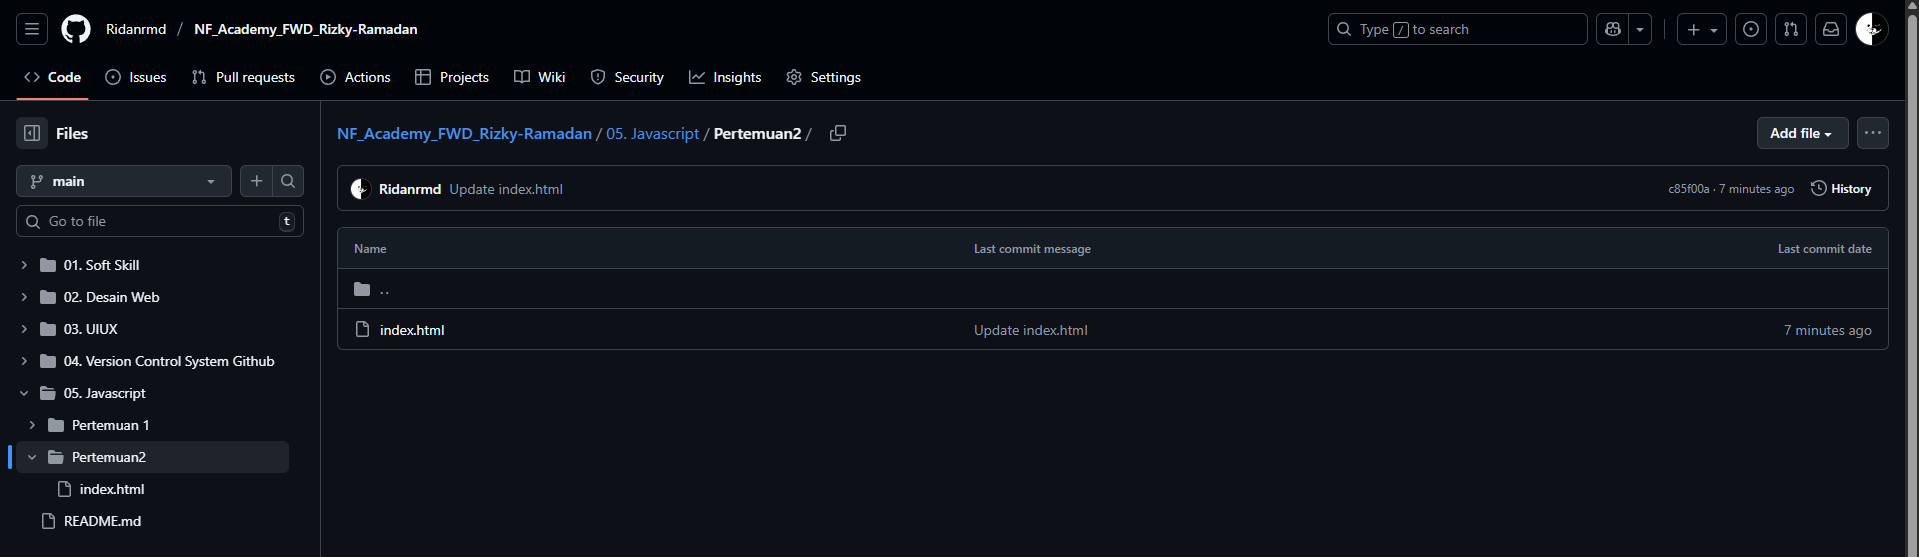 Ridanrmd / NF_Academy_FWD_Rizky-Ramadan
Type / to search
Code Issues Pull requests Actions Projects Wiki Security Insights Settings
Files
main
Go to file t
01. Soft Skill
02. Desain Web
03. UIUX
04. Version Control System Github
05. Javascript
Pertemuan 1
Pertemuan2
index.html
README.md
NF_Academy_FWD_Rizky-Ramadan / 05. Javascript / Pertemuan2 /
Add file
Ridanrmd Update index.html c85f00a · 7 minutes ago History
Name Last commit message Last commit date
..
index.html Update index.html 7 minutes ago